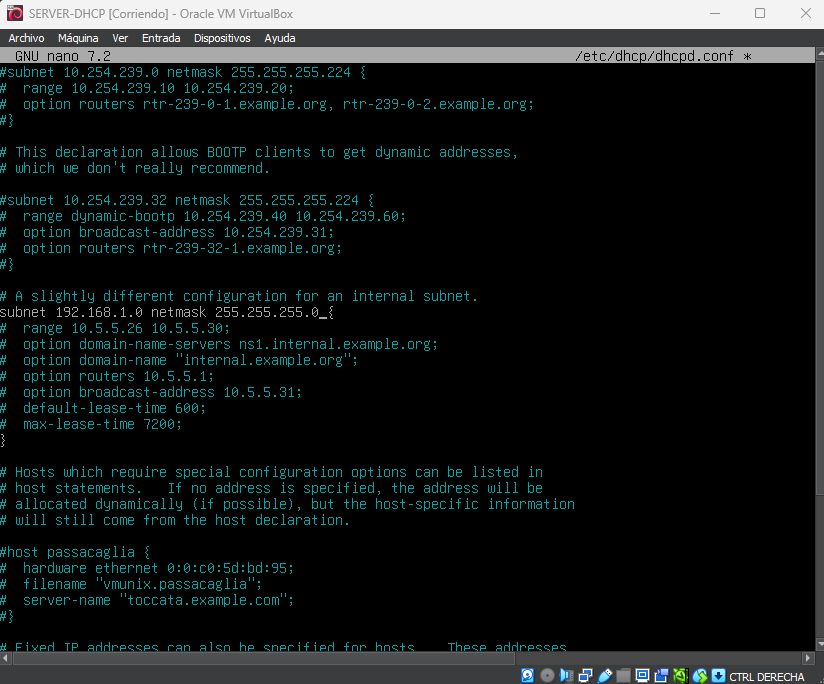 SERVER-DHCP [Corriendo] - Oracle VM VirtualBox
Archivo Máquina Ver Entrada Dispositivos Ayuda
GNU nano 7.2 /etc/dhcp/dhcpd.conf *
#subnet 10.254.239.0 netmask 255.255.255.224 {
#  range 10.254.239.10 10.254.239.20;
#  option routers rtr-239-0-1.example.org, rtr-239-0-2.example.org;
#}
# This declaration allows BOOTP clients to get dynamic addresses,
# which we don't really recommend.
#subnet 10.254.239.32 netmask 255.255.255.224 {
#  range dynamic-bootp 10.254.239.40 10.254.239.60;
#  option broadcast-address 10.254.239.31;
#  option routers rtr-239-32-1.example.org;
#}
# A slightly different configuration for an internal subnet.
subnet 192.168.1.0 netmask 255.255.255.0_{
#  range 10.5.5.26 10.5.5.30;
#  option domain-name-servers ns1.internal.example.org;
#  option domain-name "internal.example.org";
#  option routers 10.5.5.1;
#  option broadcast-address 10.5.5.31;
#  default-lease-time 600;
#  max-lease-time 7200;
}
# Hosts which require special configuration options can be listed in
# host statements.   If no address is specified, the address will be
# allocated dynamically (if possible), but the host-specific information
# will still come from the host declaration.
#host passacaglia {
#  hardware ethernet 0:0:c0:5d:bd:95;
#  filename "vmunix.passacaglia";
#  server-name "toccata.example.com";
#}
# Fixed IP addresses can also be specified for hosts.   These addresses
CTRL DERECHA